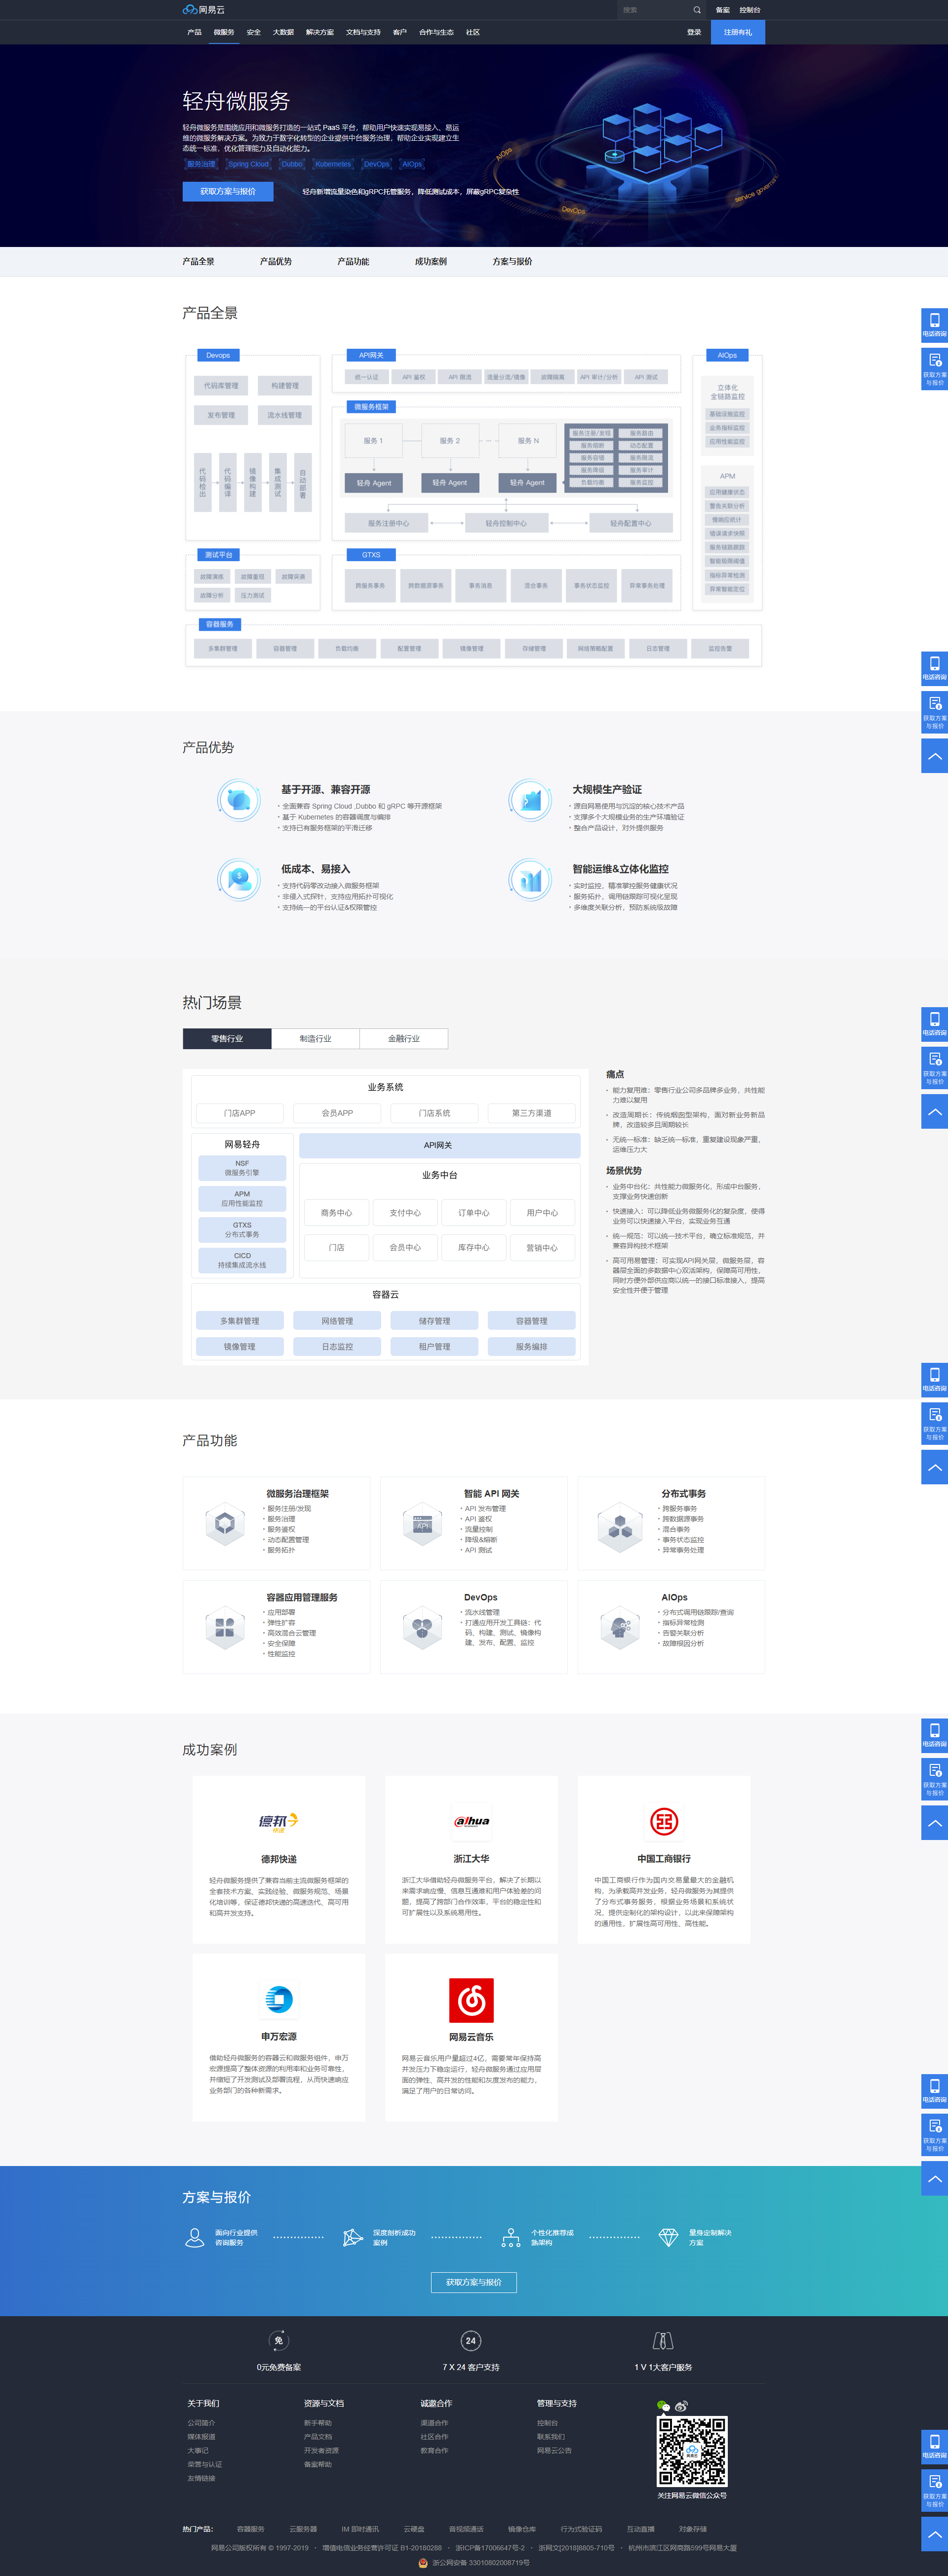 网易云
搜索
备案 控制台
产品 微服务 安全 大数据 解决方案 文档与支持 客户 合作与生态 社区
登录 注册有礼
轻舟微服务
轻舟微服务是围绕应用和微服务打造的一站式 PaaS 平台，帮助用户快速实现易接入、易运
维的微服务解决方案。为致力于数字化转型的企业提供中台服务治理，帮助企业实现建立生
态统一标准，优化管理能力及自动化能力。
服务治理 Spring Cloud Dubbo Kubernetes DevOps AIOps
获取方案与报价
轻舟新增流量染色和gRPC托管服务，降低测试成本，屏蔽gRPC复杂性
AIOps
DevOps
产品全景 产品优势 产品功能 成功案例 方案与报价
产品全景
电话咨询
获取方案
与报价
Devops
代码库管理 构建管理
发布管理 流水线管理
代码检出 代码编译 镜像构建 集成测试 自动部署
API网关
统一认证 API 鉴权 API 限流 流量分流/镜像 故障隔离 API 审计/分析 API 测试
微服务框架
服务 1 服务 2 服务 N
轻舟 Agent 轻舟 Agent 轻舟 Agent
服务注册/发现 服务路由
服务熔断 动态配置
服务容错 服务限流
服务降级 服务审计
负载均衡 服务监控
服务注册中心 轻舟控制中心 轻舟配置中心
AIOps
立体化
全链路监控
基础设施监控
业务指标监控
应用性能监控
APM
应用健康状态
警告关联分析
慢响应统计
错误请求快照
服务链路跟踪
智能极限阈值
指标异常检测
异常智能定位
测试平台
故障演练 故障重程 故障突袭
故障分析 压力测试
GTXS
跨服务事务 跨数据源事务 事务消息 混合事务 事务状态监控 异常事务处理
容器服务
多集群管理 容器管理 负载均衡 配置管理 镜像管理 存储管理 网络策略配置 日志管理 监控告警
电话咨询
获取方案
与报价
产品优势
基于开源、兼容开源
· 全面兼容 Spring Cloud ,Dubbo 和 gRPC 等开源框架
· 基于 Kubernetes 的容器调度与编排
· 支持已有服务框架的平滑迁移
大规模生产验证
· 源自网易使用与沉淀的核心技术产品
· 支撑多个大规模业务的生产环境验证
· 整合产品设计，对外提供服务
低成本、易接入
· 支持代码零改动接入微服务框架
· 非侵入式探针，支持应用拓扑可视化
· 支持统一的平台认证&权限管控
智能运维&立体化监控
· 实时监控，精准掌控服务健康状况
· 服务拓扑，调用链跟踪可视化呈现
· 多维度关联分析，预防系统级故障
热门场景
零售行业 制造行业 金融行业
电话咨询
获取方案
与报价
业务系统
门店APP 会员APP 门店系统 第三方渠道
网易轻舟
NSF
微服务引擎
APM
应用性能监控
GTXS
分布式事务
CICD
持续集成流水线
API网关
业务中台
商务中心 支付中心 订单中心 用户中心
门店 会员中心 库存中心 营销中心
容器云
多集群管理 网络管理 储存管理 容器管理
镜像管理 日志监控 租户管理 服务编排
痛点
· 能力复用难：零售行业公司多品牌多业务，共性能
力难以复用
· 改造周期长：传统烟囱型架构，面对新业务新品
牌，改造较多且周期较长
· 无统一标准：缺乏统一标准，重复建设现象严重，
运维压力大
场景优势
· 业务中台化：共性能力微服务化，形成中台服务，
支撑业务快速创新
· 快速接入：可以降低业务微服务化的复杂度，使得
业务可以快速接入平台，实现业务互通
· 统一规范：可以统一技术平台，确立标准规范，并
兼容异构技术框架
· 高可用易管理：可实现API网关层，微服务层，容
器层全面的多数据中心双活架构，保障高可用性，
同时方便外部供应商以统一的接口标准接入，提高
安全性并便于管理
产品功能
电话咨询
获取方案
与报价
微服务治理框架
· 服务注册/发现
· 服务治理
· 服务鉴权
· 动态配置管理
· 服务拓扑
智能 API 网关
· API 发布管理
· API 鉴权
· 流量控制
· 降级&熔断
· API 测试
API
分布式事务
· 跨服务事务
· 跨数据源事务
· 混合事务
· 事务状态监控
· 异常事务处理
容器应用管理服务
· 应用部署
· 弹性扩容
· 高效混合云管理
· 安全保障
· 性能监控
DevOps
· 流水线管理
· 打通应用开发工具链：代
码、构建、测试、镜像构
建、发布、配置、监控
AIOps
· 分布式调用链跟踪/查询
· 指标异常检测
· 告警关联分析
· 故障根因分析
成功案例
电话咨询
获取方案
与报价
德邦
快递
德邦快递
轻舟微服务提供了兼容当前主流微服务框架的
全套技术方案、实践经验、微服务规范、场景
化培训等，保证德邦快递的高速迭代、高可用
和高并发支持。
alhua
浙江大华
浙江大华借助轻舟微服务平台，解决了长期以
来需求响应慢，信息互通难和用户体验差的问
题，提高了跨部门合作效率，平台的稳定性和
可扩展性以及系统易用性。
中国工商银行
中国工商银行作为国内交易量最大的金融机
构，为承载高并发业务，轻舟微服务为其提供
了分布式事务服务，根据业务场景和系统状
况，提供定制化的架构设计，以此来保障架构
的通用性，扩展性高可用性、高性能。
申万宏源
借助轻舟微服务的容器云和微服务组件，申万
宏源提高了整体资源的利用率和业务可靠性，
并缩短了开发测试及部署流程，从而快速响应
业务部门的各种新需求。
网易云音乐
网易云音乐用户量超过4亿，需要常年保持高
并发压力下稳定运行，轻舟微服务通过应用层
面的弹性、高并发的性能和灰度发布的能力，
满足了用户的日常访问。
电话咨询
获取方案
与报价
方案与报价
面向行业提供
咨询服务
深度剖析成功
案例
个性化推荐成
熟架构
量身定制解决
方案
获取方案与报价
免 24
0元免费备案 7 X 24 客户支持 1 V 1大客户服务
关于我们 资源与文档 诚邀合作 管理与支持
公司简介 新手帮助 渠道合作 控制台
媒体报道 产品文档 社区合作 联系我们
大事记 开发者资源 教育合作 网易云公告
荣誉与认证 备案帮助
友情链接
网易云
关注网易云微信公众号
电话咨询
获取方案
与报价
热门产品： 容器服务 云服务器 IM 即时通讯 云硬盘 音视频通话 镜像仓库 行为式验证码 互动直播 对象存储
网易公司版权所有 © 1997-2019 · 增值电信业务经营许可证 B1-20180288 · 浙ICP备17006647号-2 · 浙网文[2018]8805-710号 · 杭州市滨江区网商路599号网易大厦
浙公网安备 33010802008719号